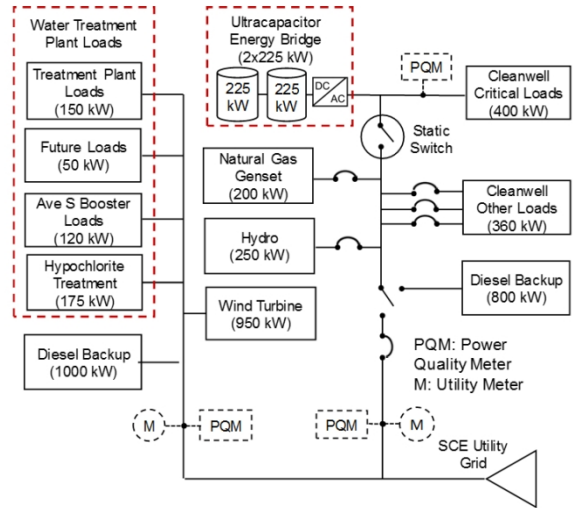 Water Treatment
Plant Loads
Treatment Plant
Loads
(150 kW)
Future Loads
(50 kW)
Ave S Booster
Loads
(120 kW)
Hypochlorite
Treatment
(175 kW)
Diesel Backup
(1000 kW)
Wind Turbine
(950 kW)
M
PQM
Ultracapacitor
Energy Bridge
(2x225 kW)
225
kW
225
kW
DC
AC
PQM
Cleanwell
Critical Loads
(400 kW)
Static
Switch
Natural Gas
Genset
(200 kW)
Cleanwell
Other Loads
(360 kW)
Hydro
(250 kW)
Diesel Backup
(800 kW)
PQM: Power
Quality Meter
M: Utility Meter
PQM
M
SCE Utility
Grid